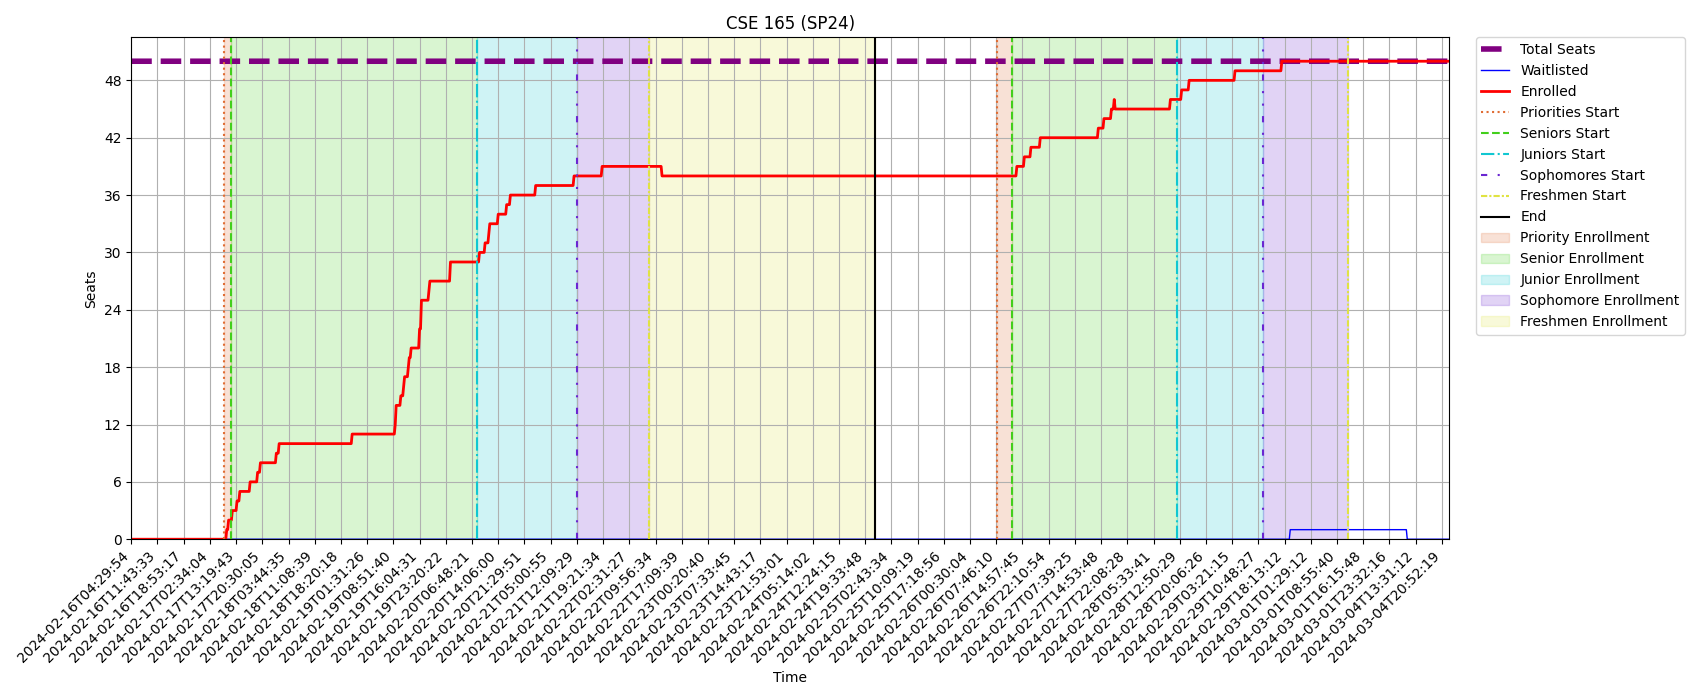 CSE 165 (SP24)
Total Seats
Waitlisted
Enrolled
Priorities Start
Seniors Start
Juniors Start
Sophomores Start
Freshmen Start
End
Priority Enrollment
Senior Enrollment
Junior Enrollment
Sophomore Enrollment
Freshmen Enrollment
Seats
48
42
36
30
24
18
12
6
0
2024-02-16T04:29:54
2024-02-16T11:43:33
2024-02-16T18:53:17
2024-02-17T02:34:04
2024-02-17T13:19:43
2024-02-17T20:30:05
2024-02-18T03:44:35
2024-02-18T11:08:39
2024-02-18T18:20:18
2024-02-19T01:31:26
2024-02-19T08:51:40
2024-02-19T16:04:31
2024-02-19T23:20:22
2024-02-20T06:48:21
2024-02-20T14:06:00
2024-02-20T21:29:51
2024-02-21T05:00:55
2024-02-21T12:09:29
2024-02-21T19:21:34
2024-02-22T02:31:27
2024-02-22T09:56:34
2024-02-22T17:09:39
2024-02-23T00:20:40
2024-02-23T07:33:45
2024-02-23T14:43:17
2024-02-23T21:53:01
2024-02-24T05:14:02
2024-02-24T12:24:15
2024-02-24T19:33:48
2024-02-25T02:43:34
2024-02-25T10:09:19
2024-02-25T17:18:56
2024-02-26T00:30:04
2024-02-26T07:46:10
2024-02-26T14:57:45
2024-02-26T22:10:54
2024-02-27T07:39:25
2024-02-27T14:53:48
2024-02-27T22:08:28
2024-02-28T05:33:41
2024-02-28T12:50:29
2024-02-28T20:06:26
2024-02-29T03:21:15
2024-02-29T10:48:27
2024-02-29T18:13:12
2024-03-01T01:29:12
2024-03-01T08:55:40
2024-03-01T16:15:48
2024-03-01T23:32:16
2024-03-04T13:31:12
2024-03-04T20:52:19
Time